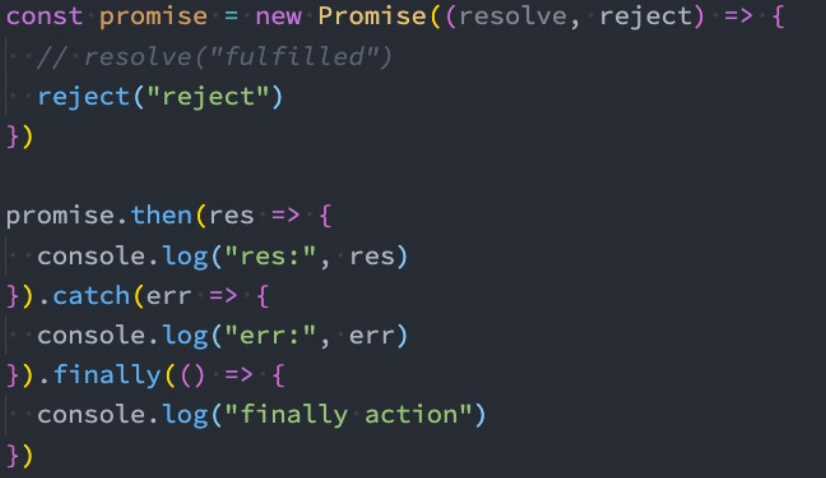 const promise = new Promise((resolve, reject) => {
  // resolve("fulfilled")
  reject("reject")
})

promise.then(res => {
  console.log("res:", res)
}).catch(err => {
  console.log("err:", err)
}).finally(() => {
  console.log("finally action")
})